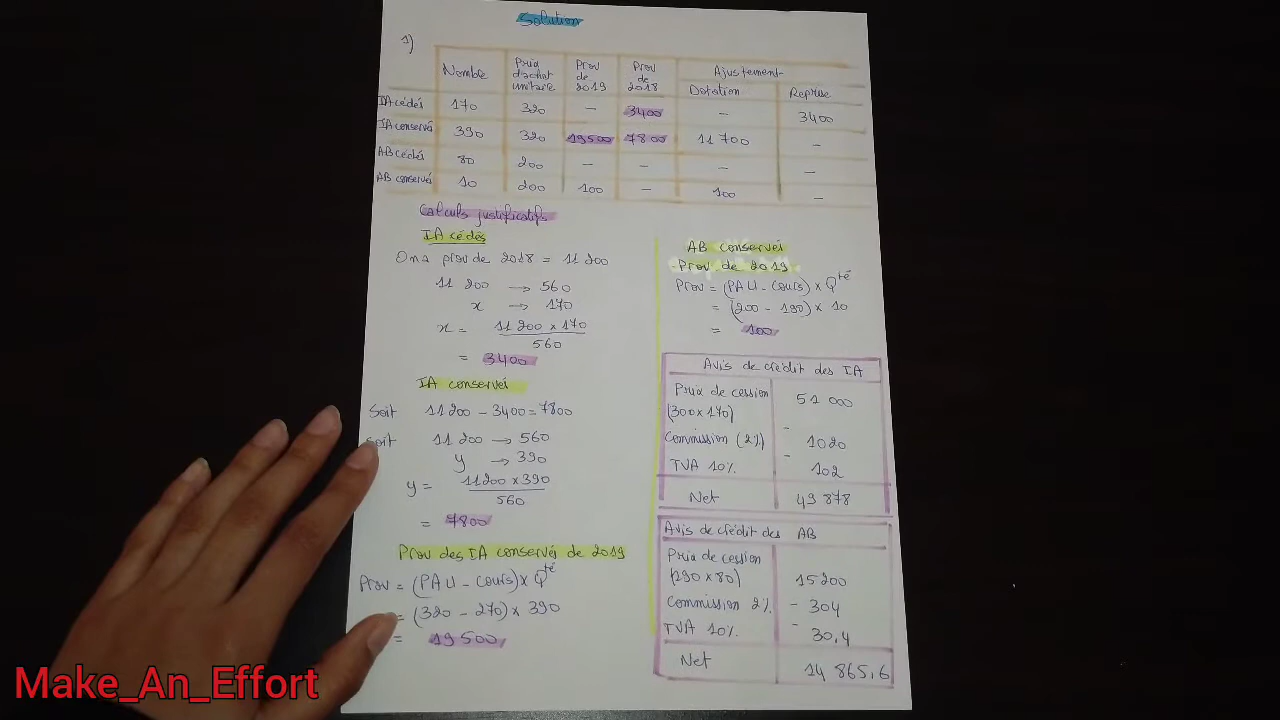 Solution
1)
Nombre | Prix d'achat unitaire | Prov de 2019 | Prov de 2018 | Ajustement
Dotation | Reprise
IA cédés | 170 | 320 | - | 3400 | - | 3400
IA conservé | 390 | 320 | 19500 | 7800 | 11 700 | -
AB cédés | 80 | 200 | - | - | - | -
AB conservé | 10 | 200 | 100 | - | 100 | -
Calculs justificatifs
IA cédés
On a prov de 2018 = 11 200
11 200 → 560
x → 170
x = 11 200 x 170
560
= 3400
IA conservés
Soit 11 200 - 3400 = 7800
Soit 11 200 → 560
y → 390
y = 11200 x 390
560
= 7800
Prov des IA conservés de 2019
Prov = (PAU - cours) x Qté
= (320 - 270) x 390
= 19 500
AB conservés
Prov de 2019.
Prov = (PAU - cours) x Qté
= (200 - 190) x 10
= 100
Avis de crédit des IA
Prix de cession
(300x170) 51 000
Commission (2%) - 1020
TVA 10% - 102
Net 49 878
Avis de crédit des AB
Prix de cession
(190 x 80) 15200
Commission 2% - 304
TVA 10% - 30,4
Net 14 865,6
Make_An_Effort